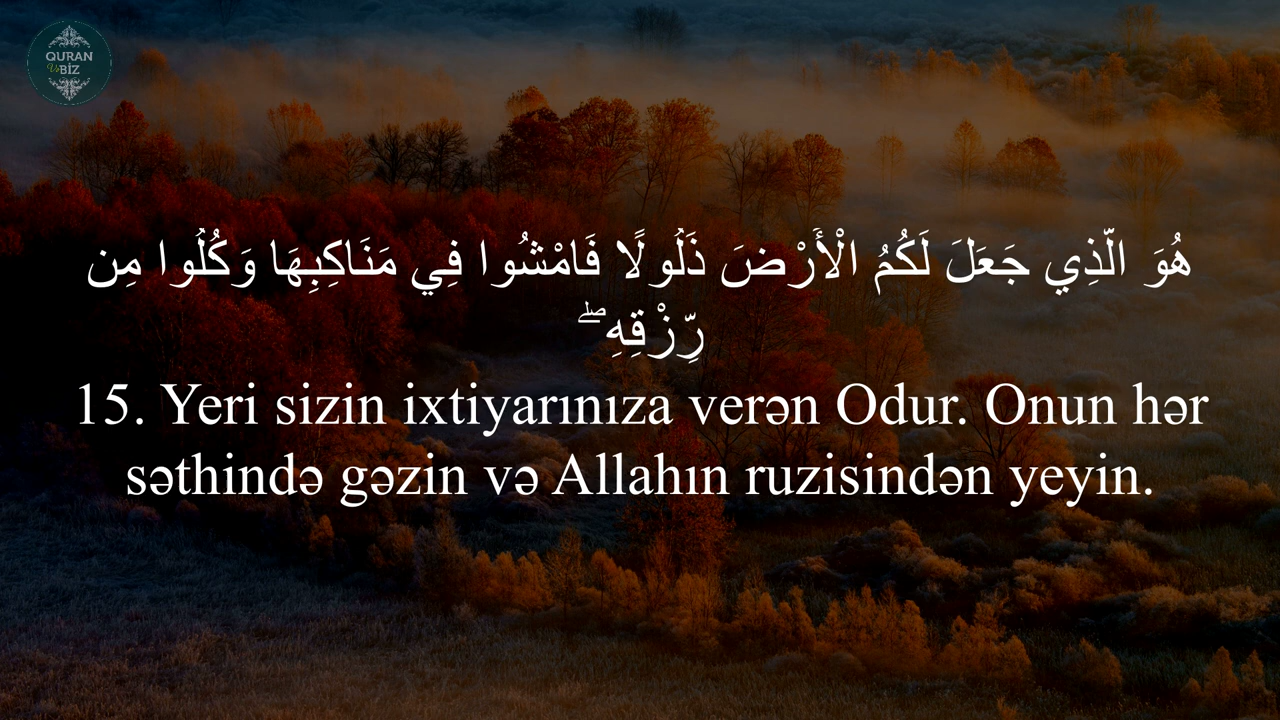 QURAN
Və
BİZ
هُوَ الَّذِي جَعَلَ لَكُمُ الْأَرْضَ ذَلُولًا فَامْشُوا فِي مَنَاكِبِهَا وَكُلُوا مِن
رِّزْقِهِ ۖ
15. Yeri sizin ixtiyarınıza verən Odur. Onun hər
səthində gəzin və Allahın ruzisindən yeyin.